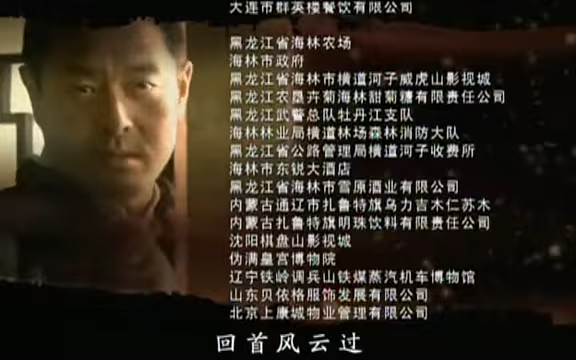 大连市群英楼餐饮有限公司
黑龙江省海林农场
海林市政府
黑龙江省海林市横道河子威虎山影视城
黑龙江农垦卉菊海林甜菊糖有限责任公司
黑龙江武警总队牡丹江支队
海林林业局横道林场森林消防大队
黑龙江省公路管理局横道河子收费所
海林市东锐大酒店
黑龙江省海林市雪原酒业有限公司
内蒙古通辽市扎鲁特旗乌力吉木仁苏木
内蒙古扎鲁特旗明珠饮料有限责任公司
沈阳棋盘山影视城
伪满皇宫博物院
辽宁铁岭调兵山铁煤蒸汽机车博物馆
山东贝依格服饰发展有限公司
北京上康城物业管理有限公司
回首风云过